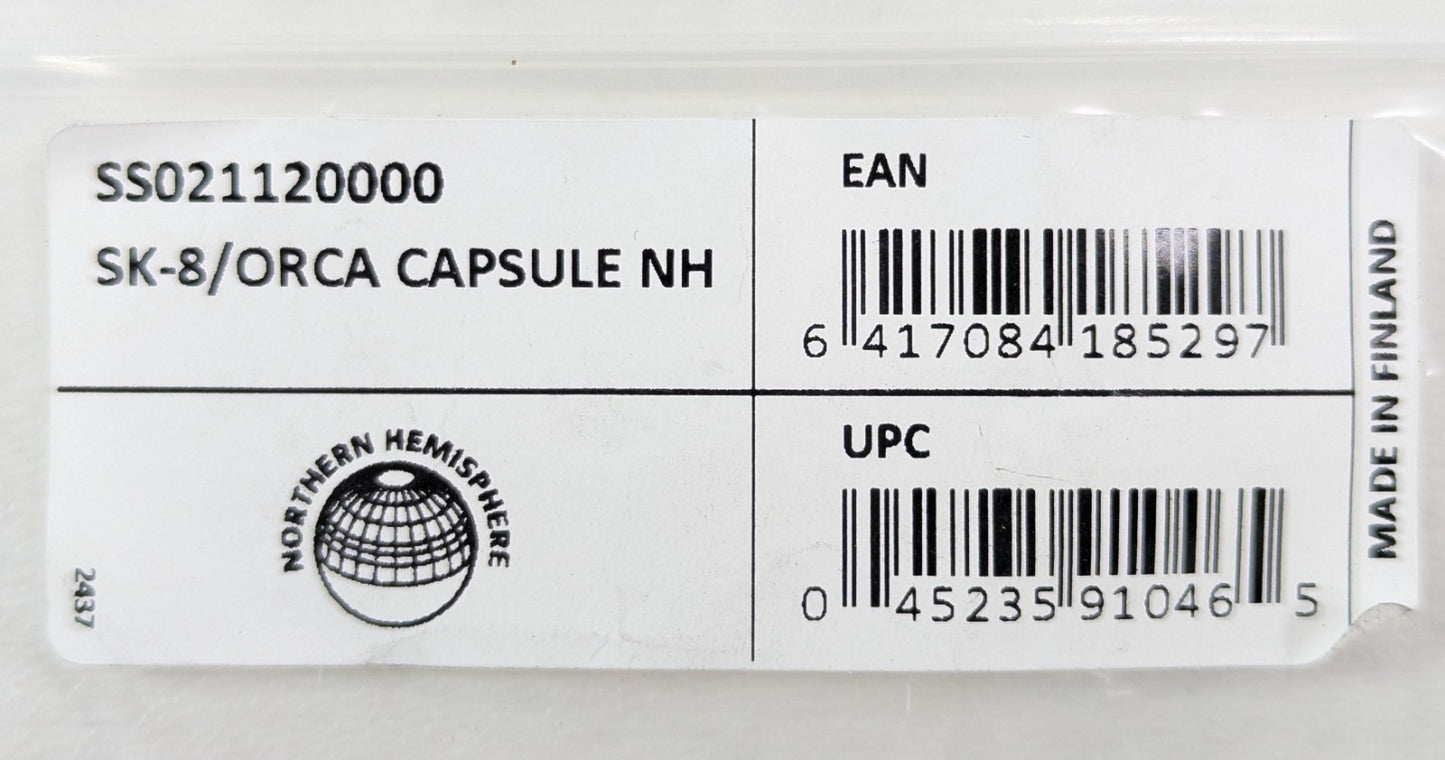 SS021120000
SK-8/ORCA CAPSULE NH
EAN
6 417084 185297
NORTHERN HEMISPHERE
2437
UPC
0 45235 91046 5
MADE IN FINLAND